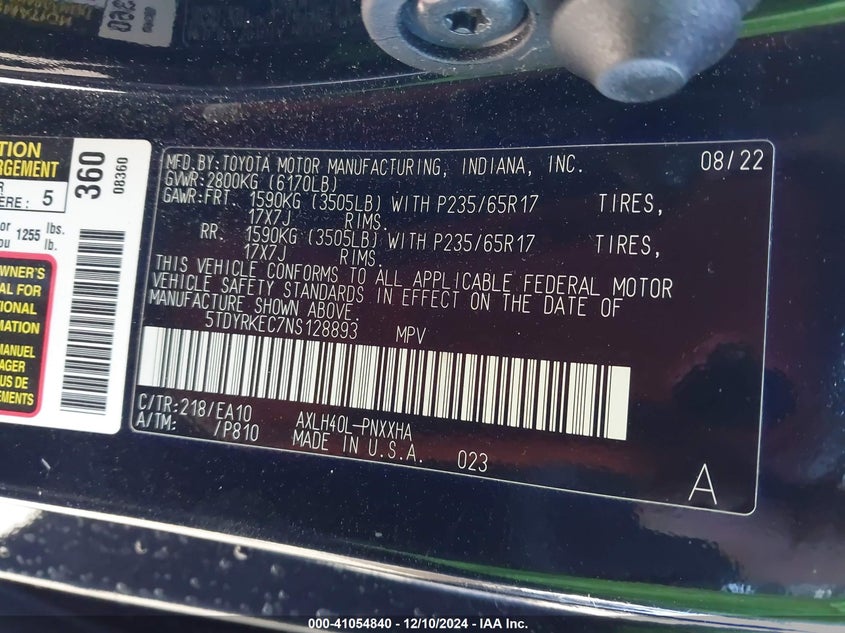 TION
RGEMENT
ERE: 5
or 1255 lbs.
ou lb.
OWNER'S
AL FOR
TIONAL
MATION
MANUEL
AGER
US DE
EMENTS
360
08360
MFD.BY:TOYOTA MOTOR MANUFACTURING, INDIANA, INC. 08/22
GVWR:2800KG (6170LB)
GAWR:FRT. 1590KG (3505LB) WITH P235/65R17 TIRES,
17X7J RIMS.
RR. 1590KG (3505LB) WITH P235/65R17 TIRES,
17X7J RIMS.
THIS VEHICLE CONFORMS TO ALL APPLICABLE FEDERAL MOTOR
VEHICLE SAFETY STANDARDS IN EFFECT ON THE DATE OF
MANUFACTURE SHOWN ABOVE.
5TDYRKEC7NS128893 MPV
C/TR:218/EA10 AXLH40L-PNXXHA
A/TM: /P810 MADE IN U.S.A. 023
A
000-41054840 - 12/10/2024 - IAA Inc.